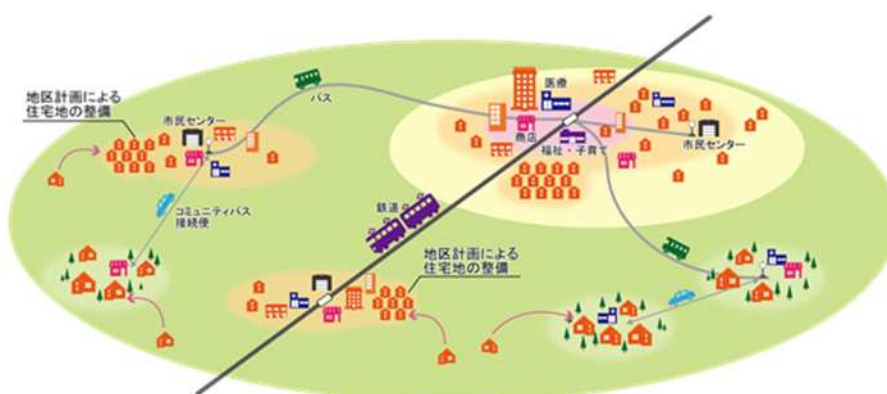 地区計画による
住宅地の整備
市民センター
バス
医療
商店
福祉・子育て
市民センター
コミュニティバス
接続便
鉄道
地区計画による
住宅地の整備